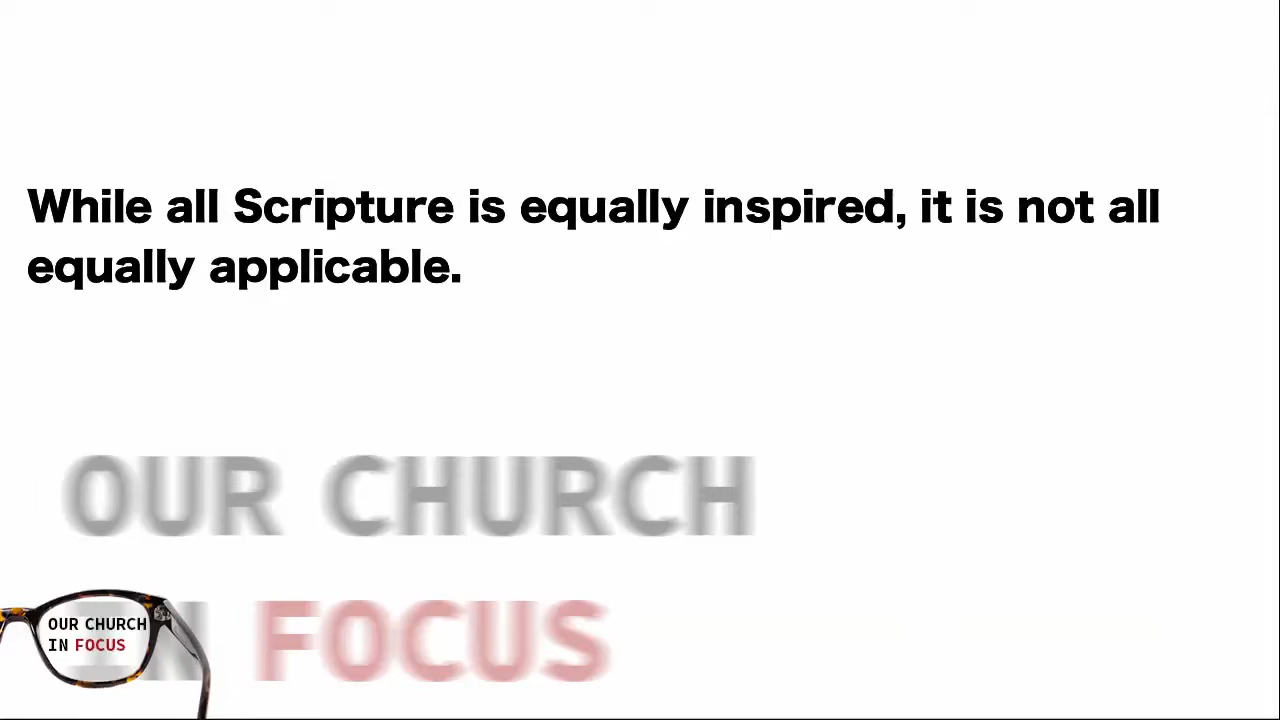 While all Scripture is equally inspired, it is not all
equally applicable.
OUR CHURCH
IN FOCUS
OUR CHURCH
IN FOCUS